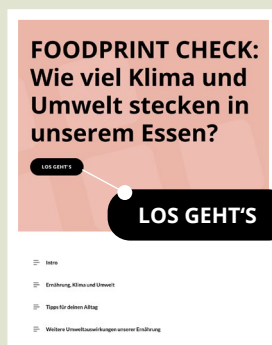 FOODPRINT CHECK:
Wie viel Klima und
Umwelt stecken in
unserem Essen?
LOS GEHT'S
LOS GEHT'S
Intro
Ernährung, Klima und Umwelt
Tipps für deinen Alltag
Weitere Umweltauswirkungen unserer Ernährung